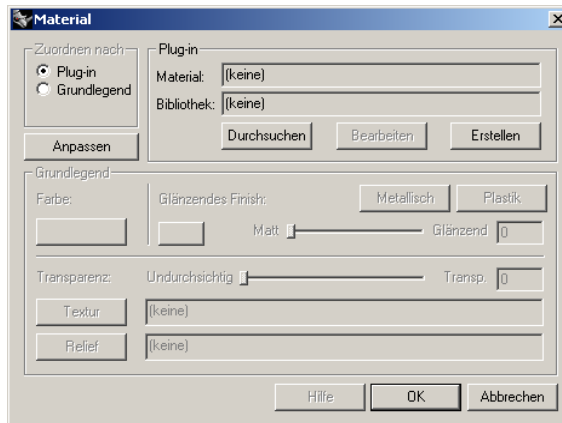 Material
Zuordnen nach
Plug-in
Grundlegend
Anpassen
Plug-in
Material: (keine)
Bibliothek: (keine)
Durchsuchen Bearbeiten Erstellen
Grundlegend
Farbe: Glänzendes Finish: Metallisch Plastik
Matt Glänzend 0
Transparenz: Undurchsichtig Transp. 0
Textur (keine)
Relief (keine)
Hilfe OK Abbrechen